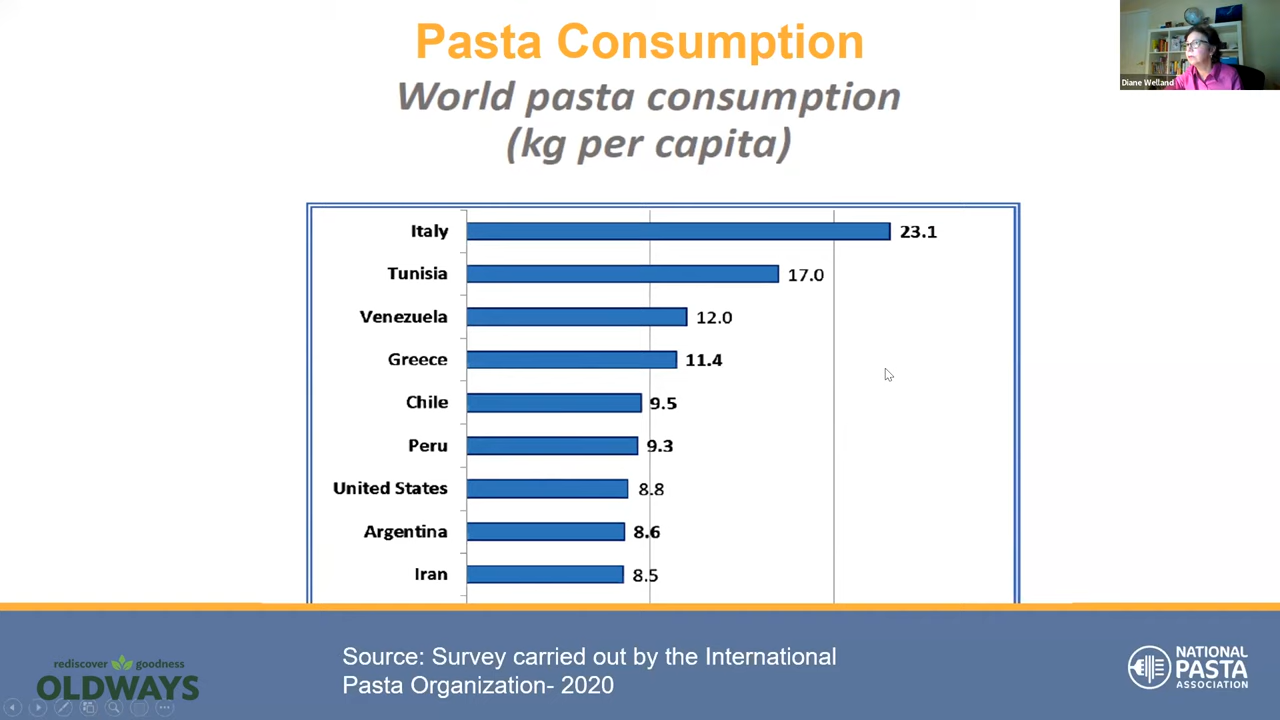 Pasta Consumption
World pasta consumption
(kg per capita)
Diane Welland
Italy 23.1
Tunisia 17.0
Venezuela 12.0
Greece 11.4
Chile 9.5
Peru 9.3
United States 8.8
Argentina 8.6
Iran 8.5
Source: Survey carried out by the International
Pasta Organization- 2020
rediscover goodness
OLDWAYS
NATIONAL
PASTA
ASSOCIATION